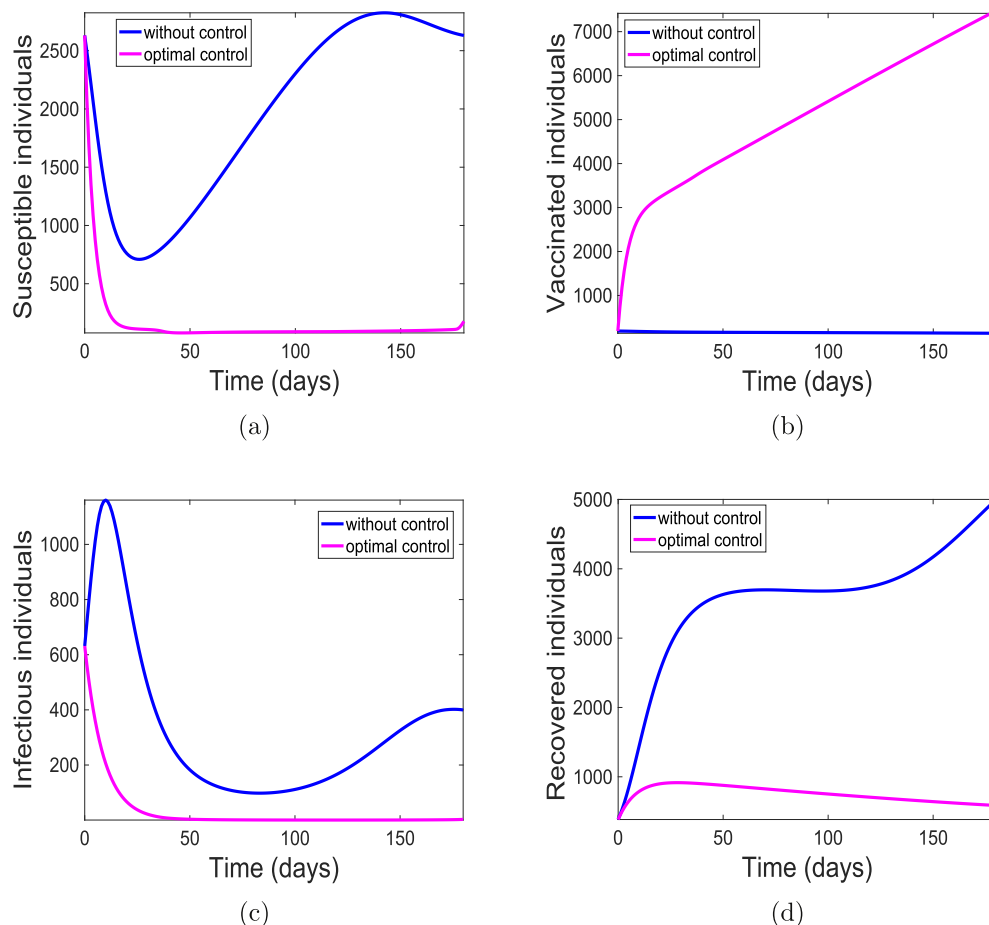 without control
optimal control
2500
2000
1500
1000
500
0
50
100
150
Susceptible individuals
Time (days)
(a)
without control
optimal control
7000
6000
5000
4000
3000
2000
1000
0
50
100
150
Vaccinated individuals
Time (days)
(b)
without control
optimal control
1000
800
600
400
200
0
50
100
150
Infectious individuals
Time (days)
(c)
without control
optimal control
5000
4000
3000
2000
1000
0
50
100
150
Recovered individuals
Time (days)
(d)